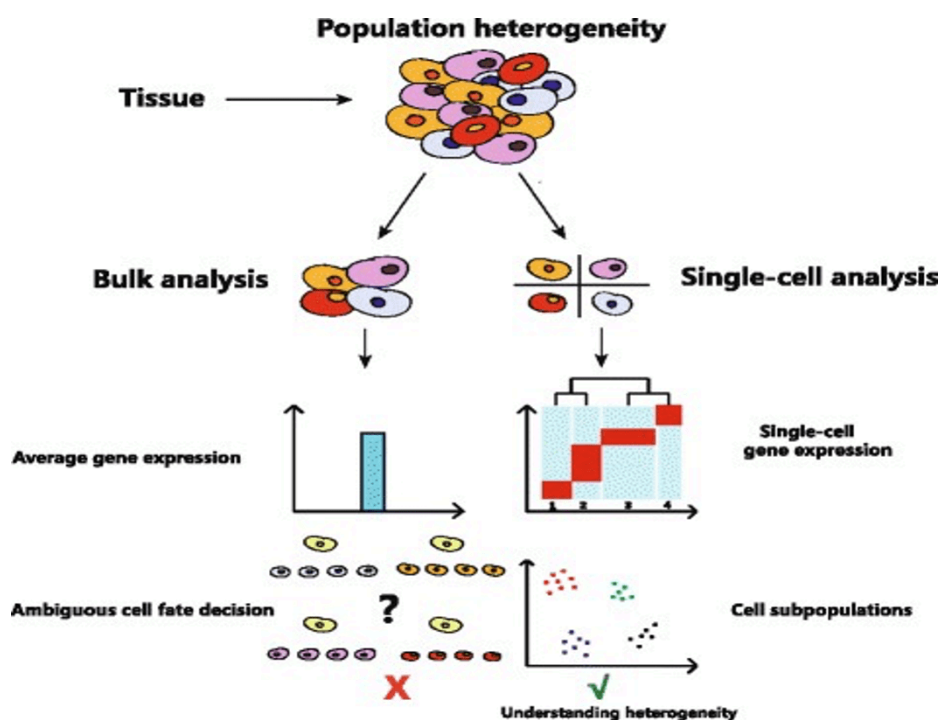 Population heterogeneity
Tissue
Bulk analysis
Single-cell analysis
Average gene expression
1 2 3 4
Single-cell
gene expression
Ambiguous cell fate decision
?
Cell subpopulations
X
√
Understanding heterogeneity